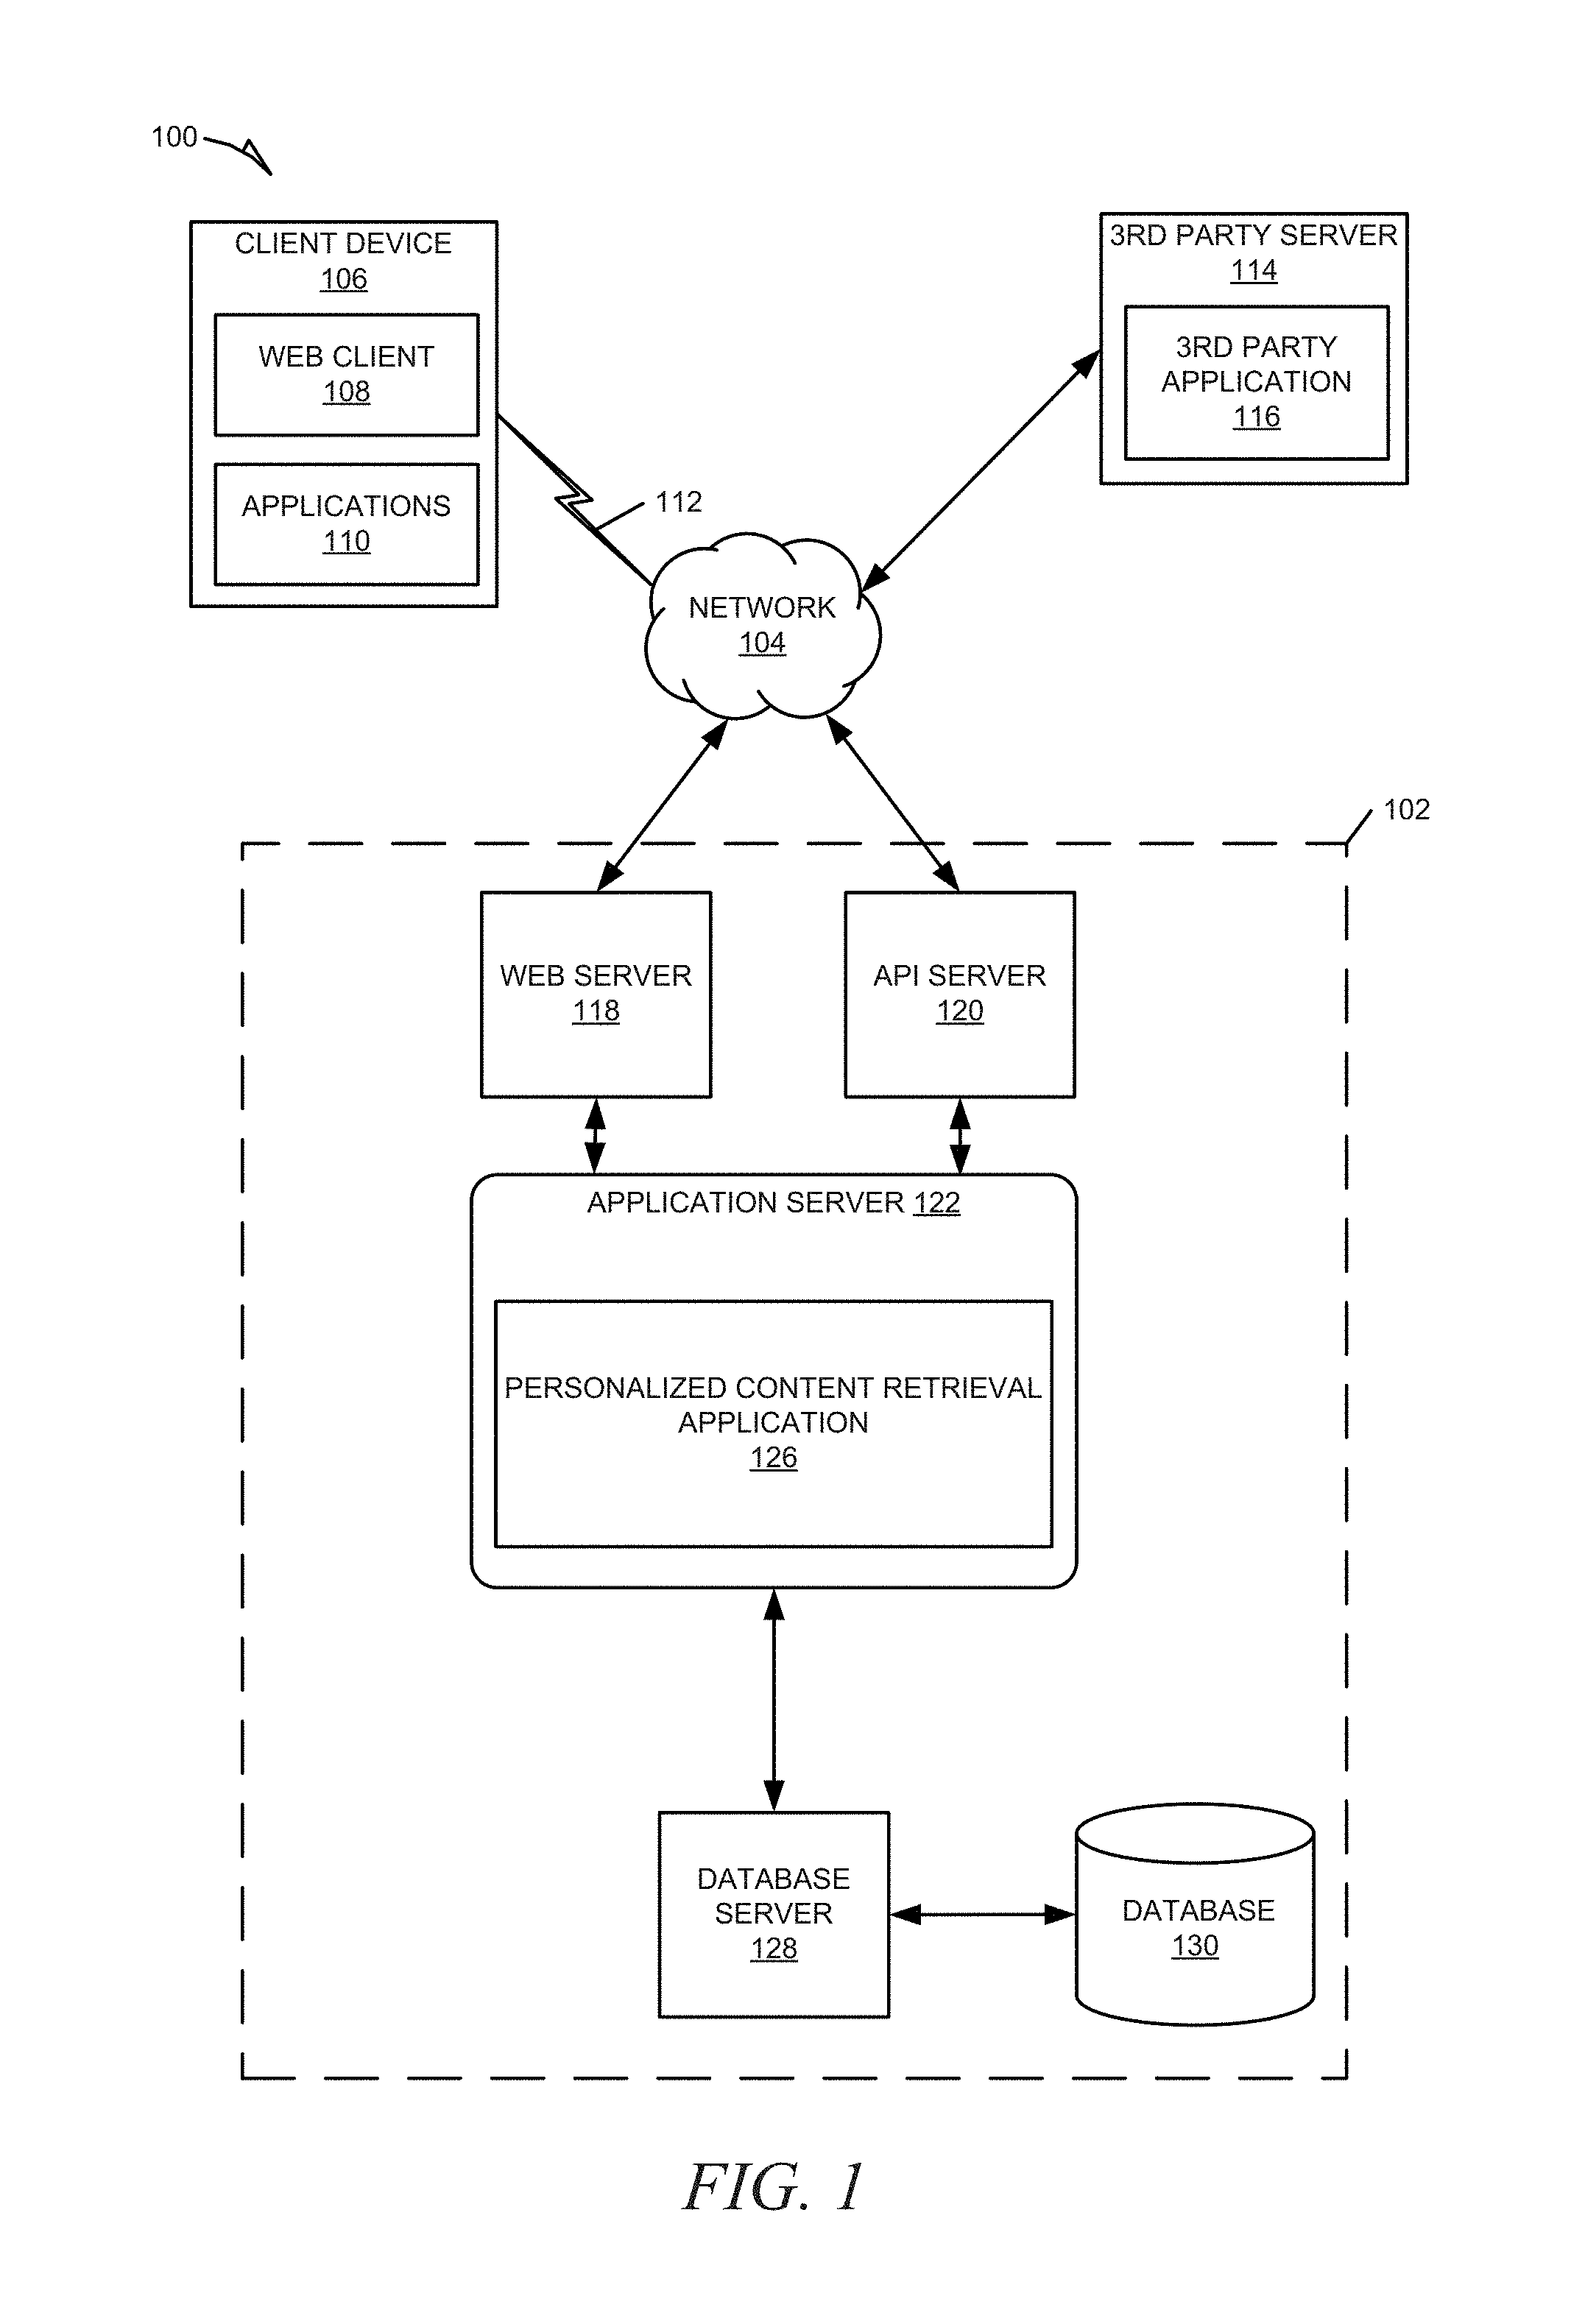 100
CLIENT DEVICE
106
WEB CLIENT
108
APPLICATIONS
110
112
3RD PARTY SERVER
114
3RD PARTY
APPLICATION
116
NETWORK
104
102
WEB SERVER
118
API SERVER
120
APPLICATION SERVER 122
PERSONALIZED CONTENT RETRIEVAL
APPLICATION
126
DATABASE
SERVER
128
DATABASE
130
FIG. 1